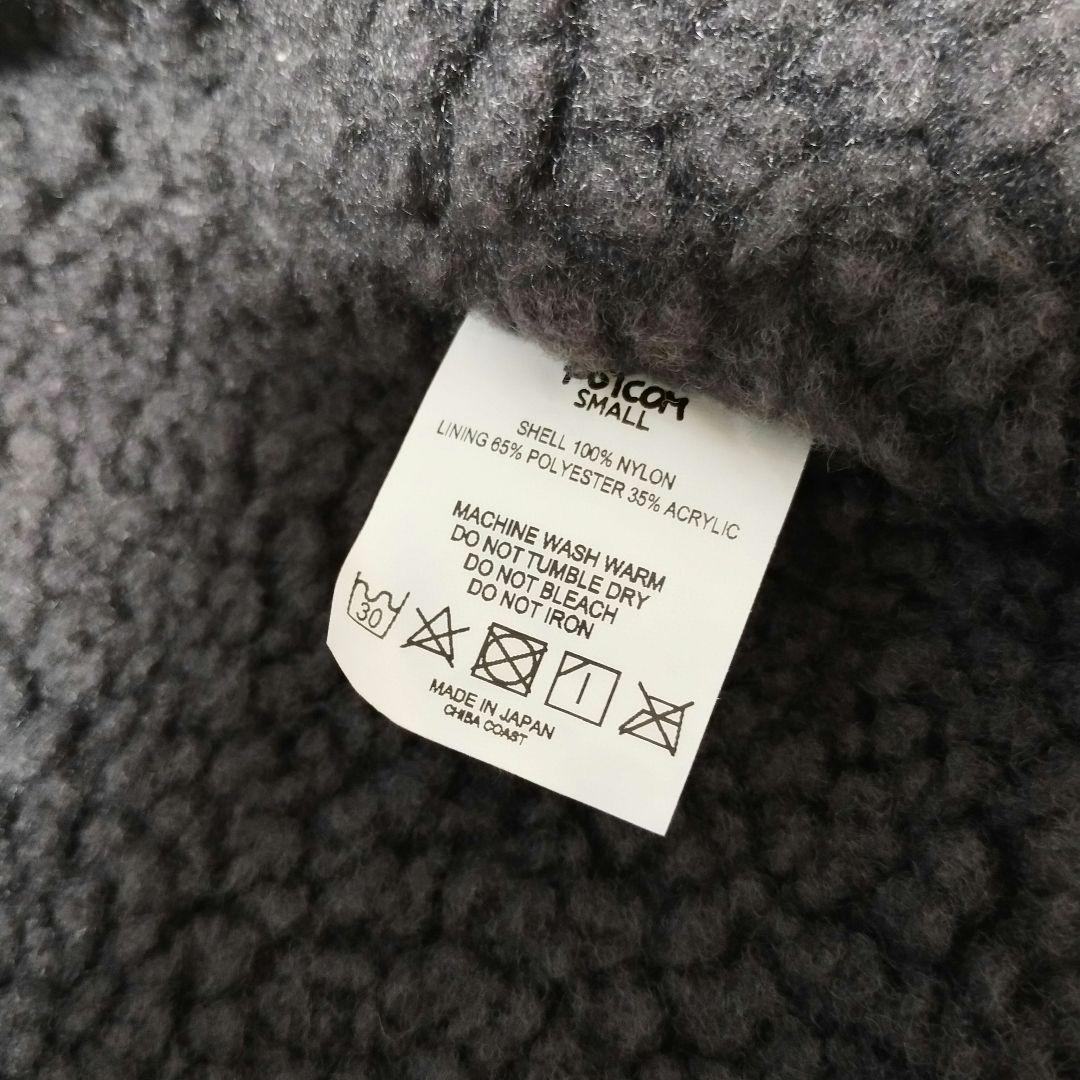 SMALL
SHELL 100% NYLON
LINING 65% POLYESTER 35% ACRYLIC
MACHINE WASH WARM
DO NOT TUMBLE DRY
DO NOT BLEACH
DO NOT IRON
30
MADE IN JAPAN
CHIBA COAST